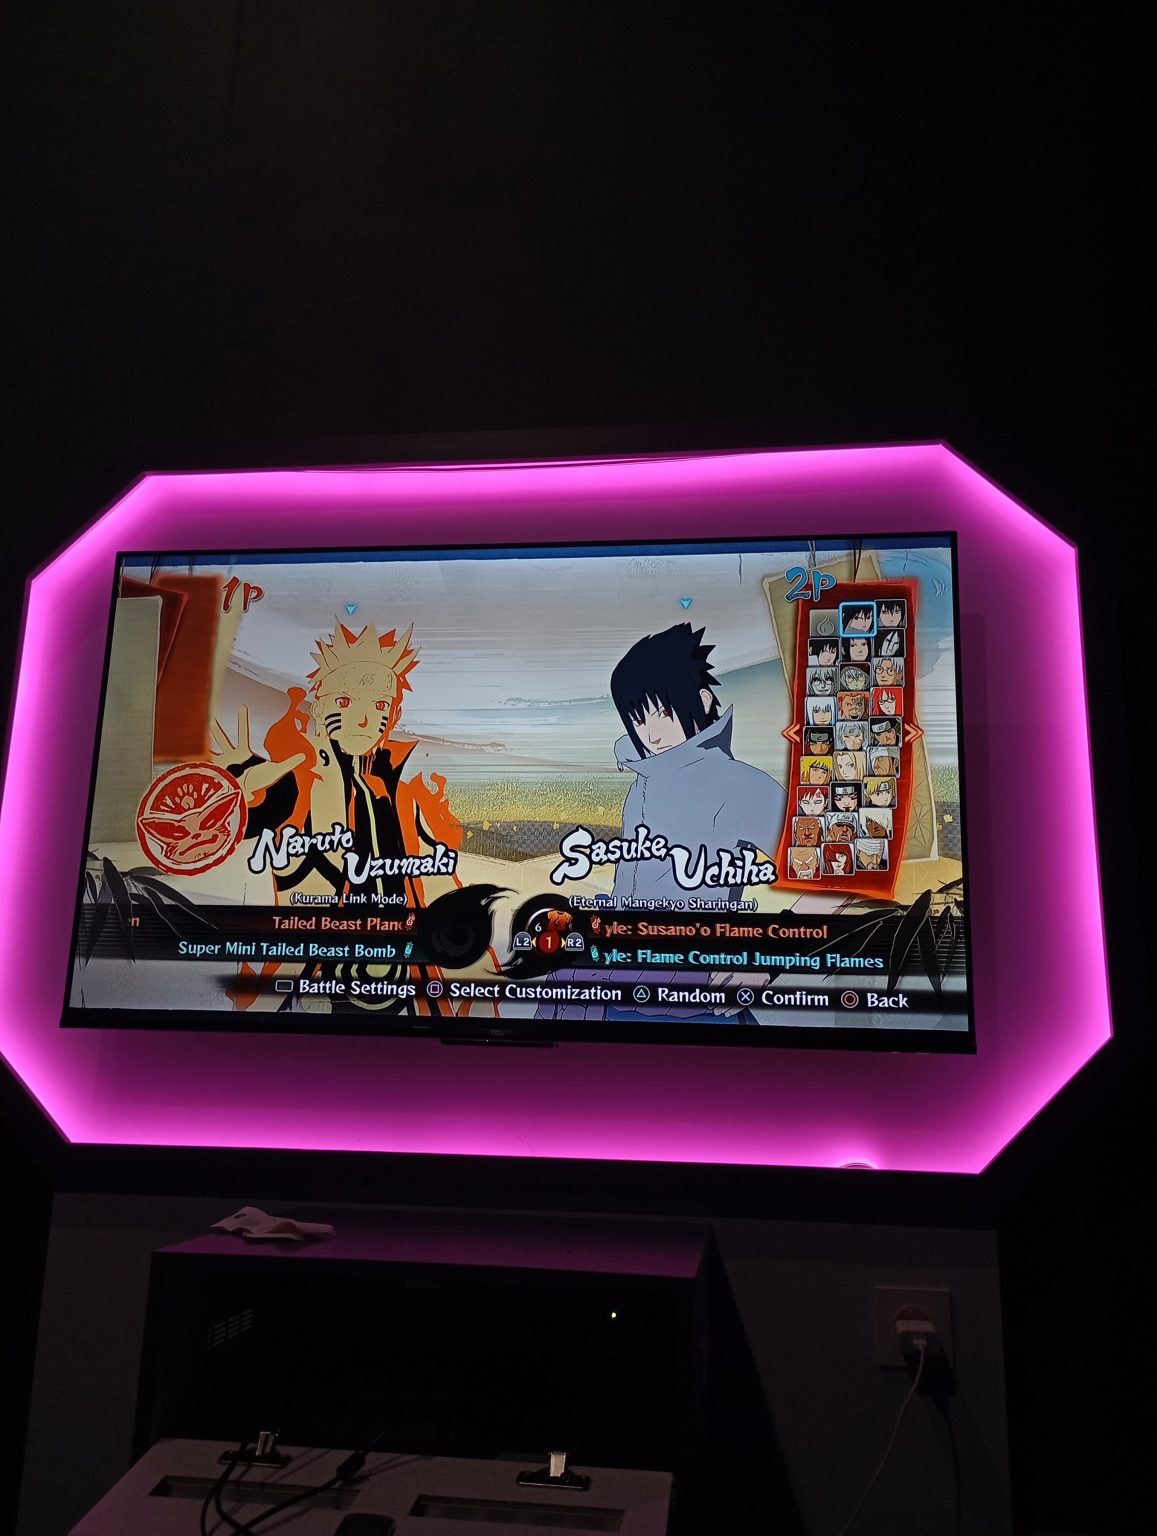 1P
2P
Naruto Uzumaki
(Kurama Link Mode)
Sasuke Uchiha
(Eternal Mangekyo Sharingan)
Tailed Beast Plan
Super Mini Tailed Beast Bomb
6
L2 1 R2
yle: Susano'o Flame Control
yle: Flame Control Jumping Flames
Battle Settings Select Customization Random Confirm Back
TCL